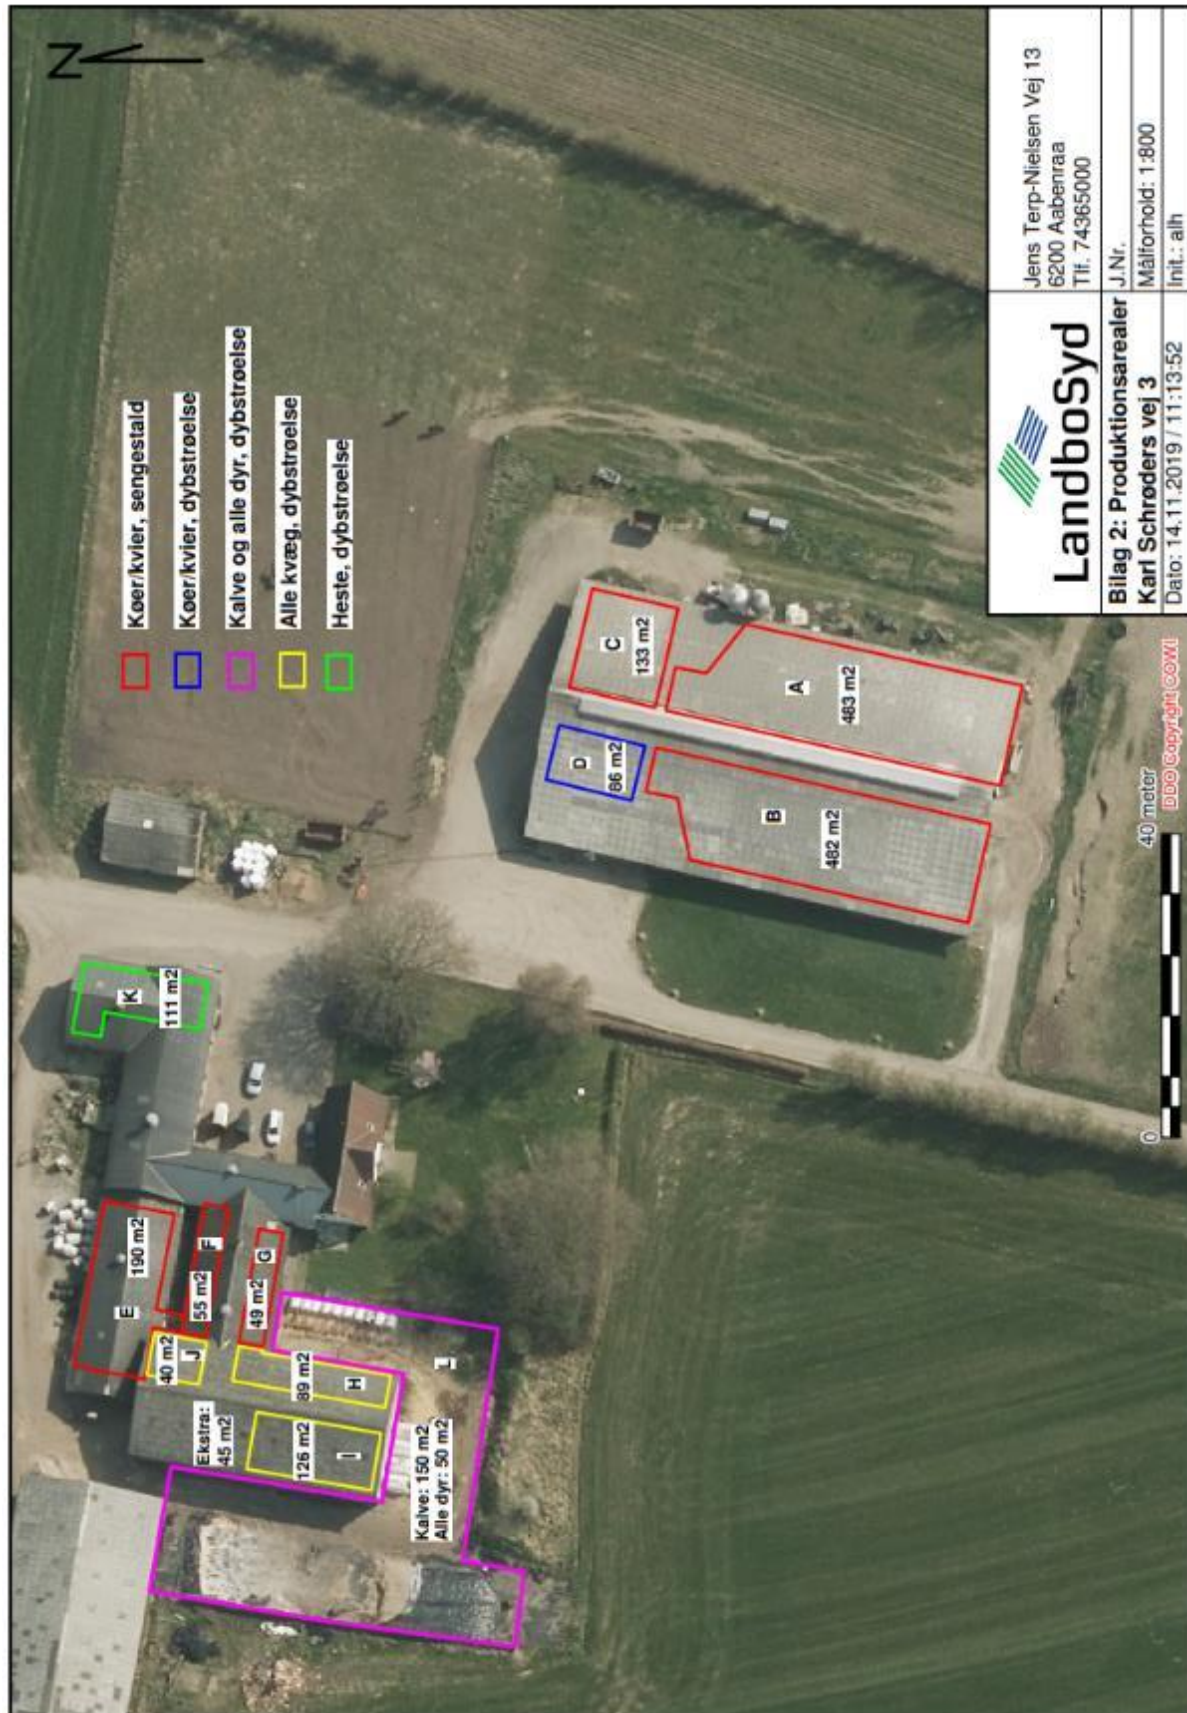 N
Køer/kvier, sengestald
Køer/kvier, dybstrøelse
Kalve og alle dyr, dybstrøelse
Alle kvæg, dybstrøelse
Heste, dybstrøelse
K
111 m2
E
190 m2
F
55 m2
G
49 m2
J
40 m2
H
89 m2
Ekstra:
45 m2
I
126 m2
L
Kalve: 150 m2
Alle dyr: 50 m2
C
133 m2
D
86 m2
A
483 m2
B
482 m2
0
40 meter
DDO Copyright COWI
LandboSyd
Jens Terp-Nielsen Vej 13
6200 Aabenraa
Tlf. 74365000
Bilag 2: Produktionsarealer
J.Nr.
Karl Schrøders vej 3
Målforhold: 1:800
Dato: 14.11.2019 / 11:13:52
Init.: alh